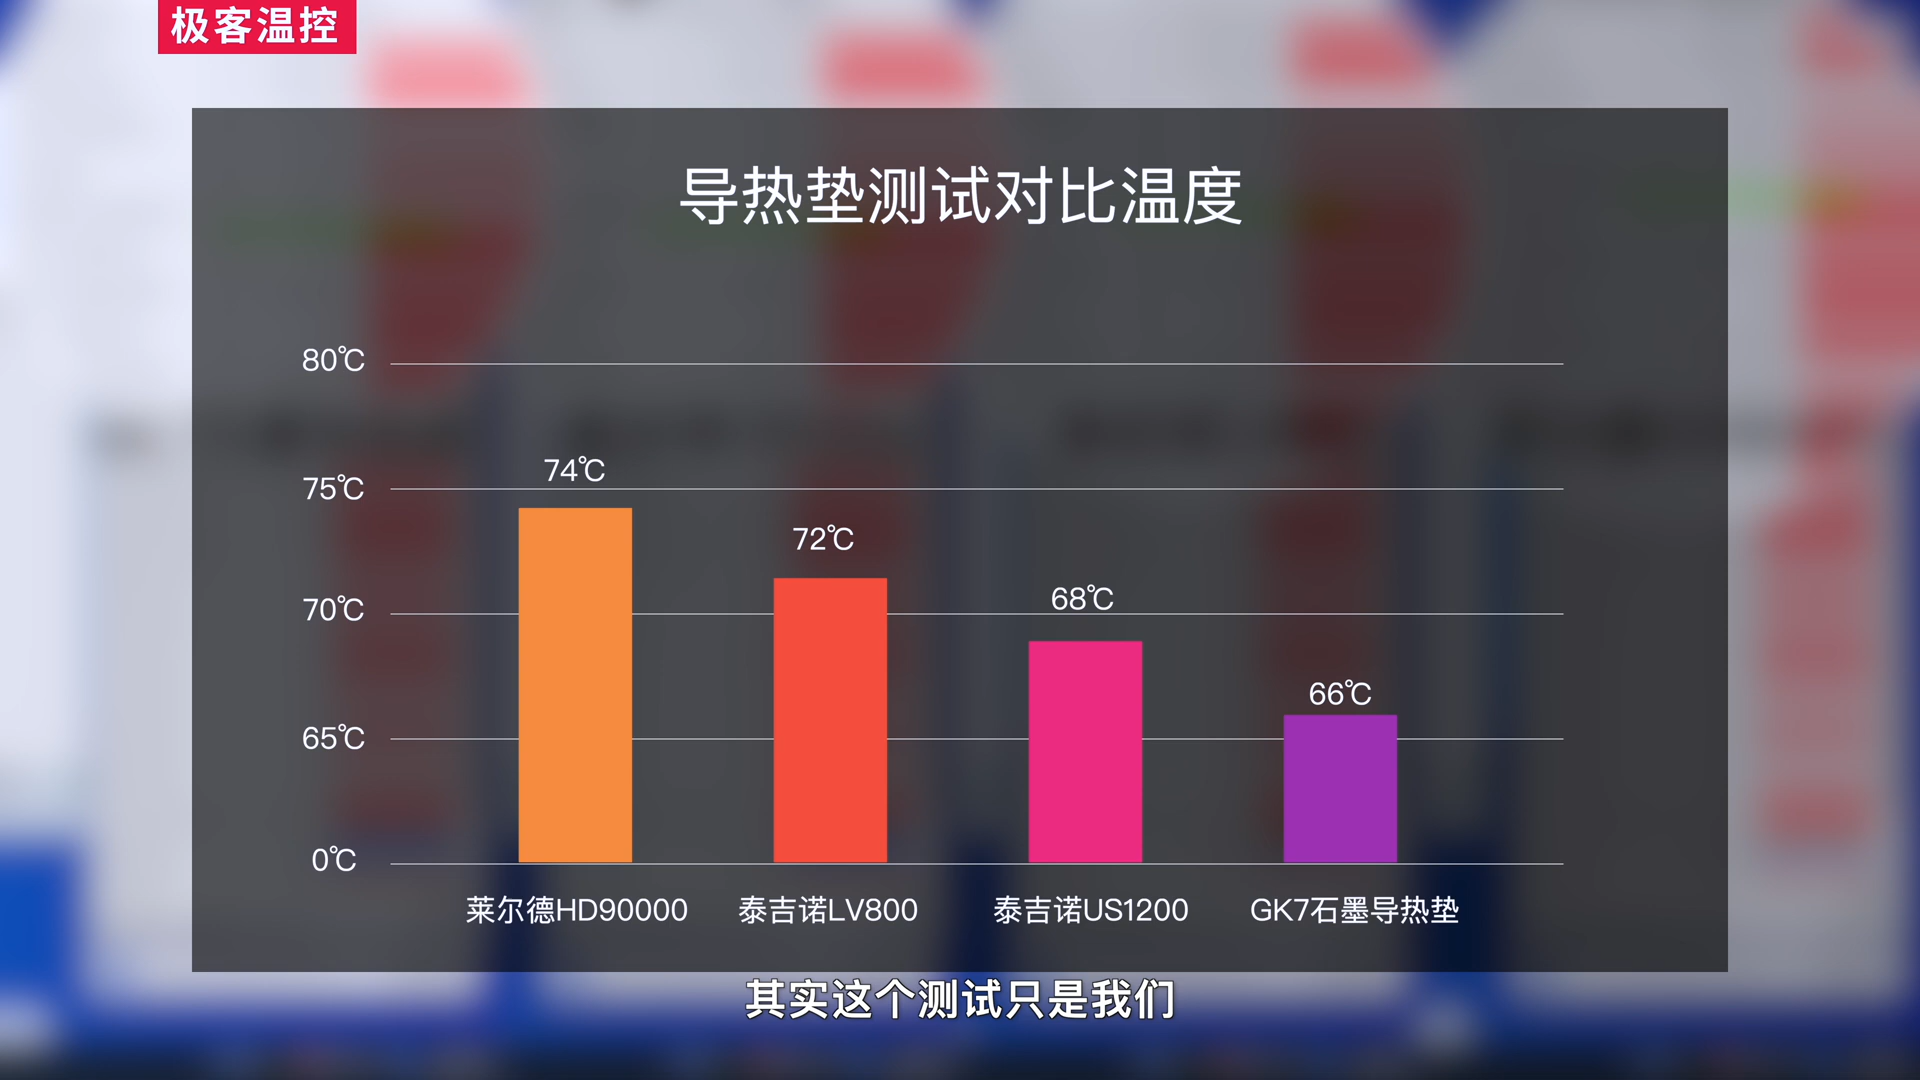 极客温控
导热垫测试对比温度
80℃
74℃
75℃
72℃
70℃
68℃
66℃
65℃
0℃
莱尔德HD90000
泰吉诺LV800
泰吉诺US1200
GK7石墨导热垫
其实这个测试只是我们